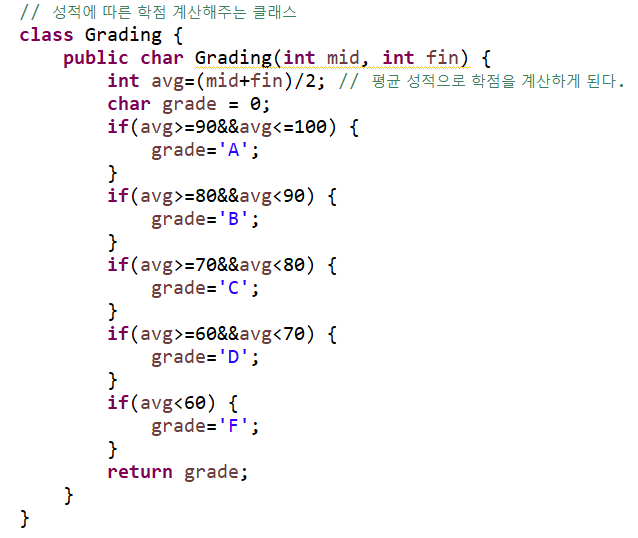 // 성적에 따른 학점 계산해주는 클래스
class Grading {
    public char Grading(int mid, int fin) {
        int avg=(mid+fin)/2; // 평균 성적으로 학점을 계산하게 된다.
        char grade = 0;
        if(avg>=90&&avg<=100) {
            grade='A';
        }
        if(avg>=80&&avg<90) {
            grade='B';
        }
        if(avg>=70&&avg<80) {
            grade='C';
        }
        if(avg>=60&&avg<70) {
            grade='D';
        }
        if(avg<60) {
            grade='F';
        }
        return grade;
    }
}